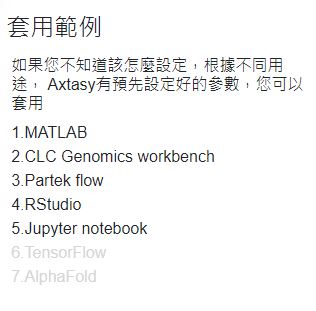 套用範例
如果您不知道該怎麼設定，根據不同用
途， Axtasy有預先設定好的參數，您可以
套用
1.MATLAB
2.CLC Genomics workbench
3.Partek flow
4.RStudio
5.Jupyter notebook
6.TensorFlow
7.AlphaFold